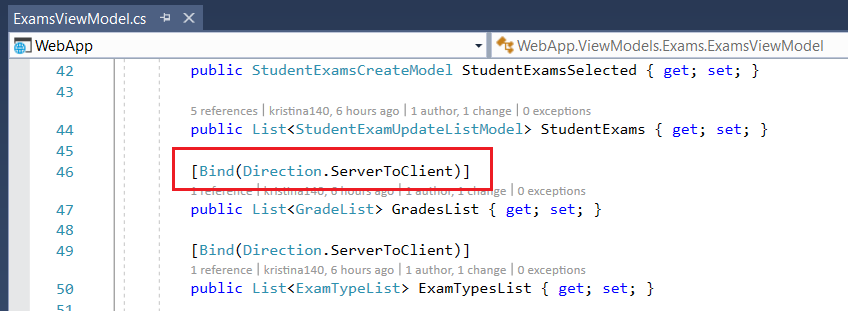 ExamsViewModel.cs
WebApp WebApp.ViewModels.Exams.ExamsViewModel
42 public StudentExamsCreateModel StudentExamsSelected { get; set; }
43
5 references | kristina140, 6 hours ago | 1 author, 1 change | 0 exceptions
44 public List<StudentExamUpdateListModel> StudentExams { get; set; }
45
46 [Bind(Direction.ServerToClient)]
1 reference | kristina140, 6 hours ago | 1 author, 1 change | 0 exceptions
47 public List<GradeList> GradesList { get; set; }
48
49 [Bind(Direction.ServerToClient)]
1 reference | kristina140, 6 hours ago | 1 author, 1 change | 0 exceptions
50 public List<ExamTypeList> ExamTypesList { get; set; }
51